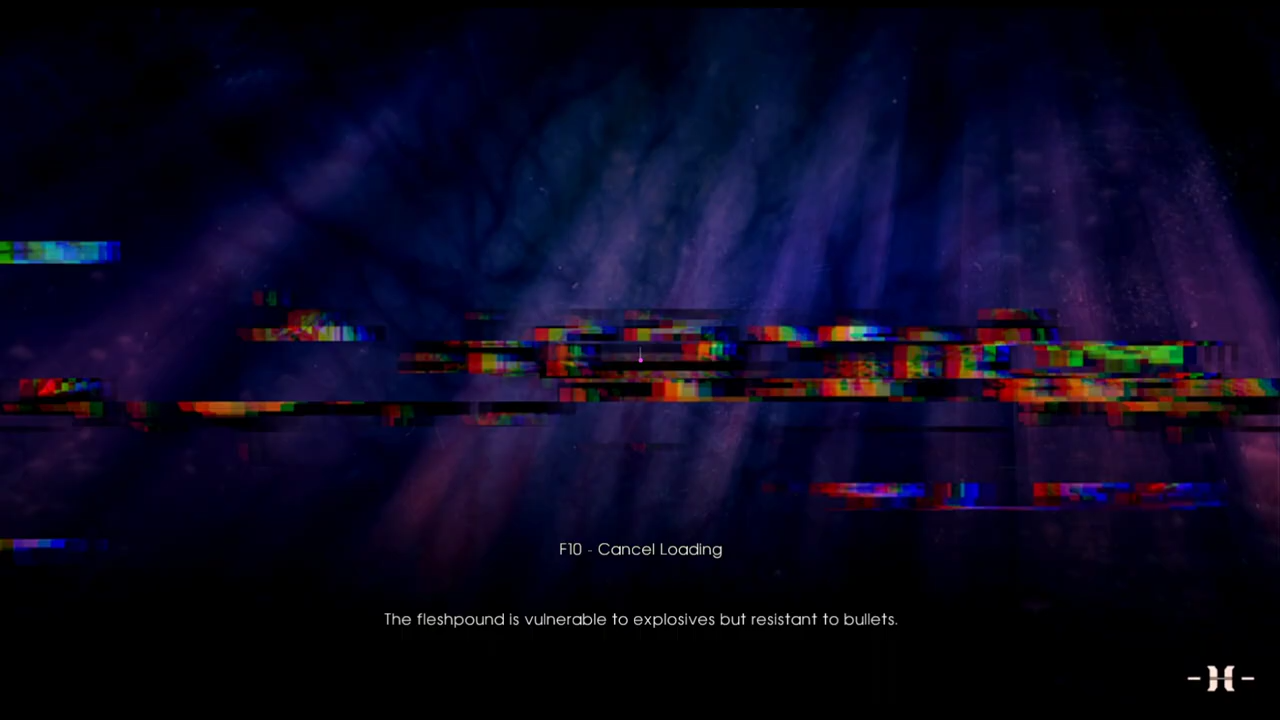 F10 - Cancel Loading
The fleshpound is vulnerable to explosives but resistant to bullets.